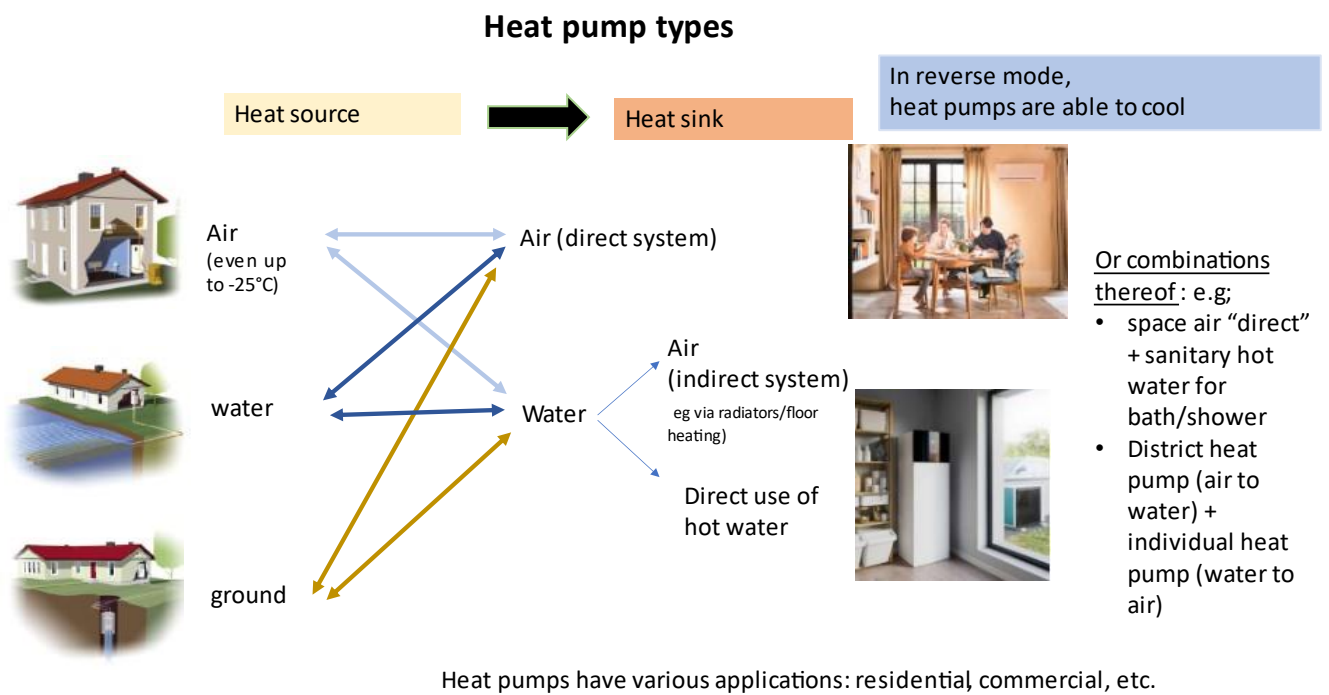 Heat pump types
Heat source
Heat sink
In reverse mode,
heat pumps are able to cool
Air
(even up
to -25°C)
Air (direct system)
water
Water
Air
(indirect system)
eg via radiators/floor
heating)
Direct use of
hot water
ground
Or combinations
thereof : e.g;
• space air “direct”
+ sanitary hot
water for
bath/shower
• District heat
pump (air to
water) +
individual heat
pump (water to
air)
Heat pumps have various applications: residential, commercial, etc.